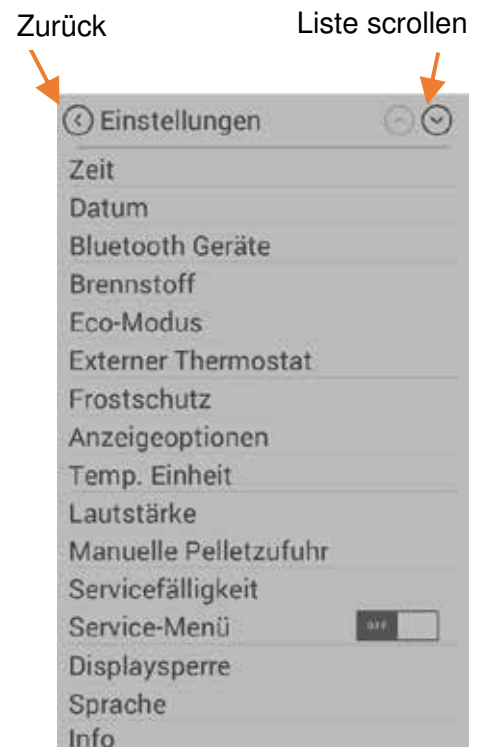 Zurück
Liste scrollen
Einstellungen
Zeit
Datum
Bluetooth Geräte
Brennstoff
Eco-Modus
Externer Thermostat
Frostschutz
Anzeigeoptionen
Temp. Einheit
Lautstärke
Manuelle Pelletzufuhr
Servicefälligkeit
Service-Menü OFF
Displaysperre
Sprache
Info